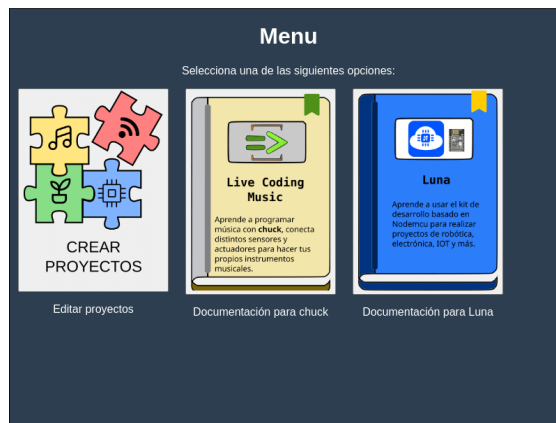 Menu
Selecciona una de las siguientes opciones:
CREAR
PROYECTOS
Editar proyectos
Live Coding
Music
Aprende a programar
música con chuck, conecta
distintos sensores y
actuadores para hacer tus
propios instrumentos
musicales.
Documentación para chuck
Luna
Aprende a usar el kit de
desarrollo basado en
Nodemcu para realizar
proyectos de robótica,
electrónica, IOT y más.
Documentación para Luna